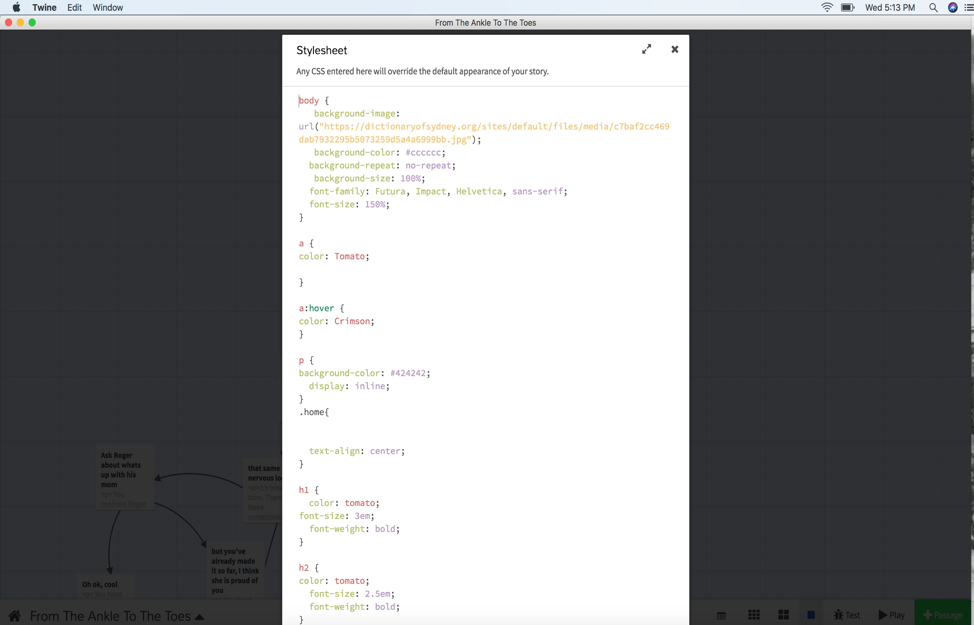 Twine Edit Window Wed 5:13 PM
From The Ankle To The Toes
Stylesheet
Any CSS entered here will override the default appearance of your story.
body {
background-image:
url("https://dictionaryofsydney.org/sites/default/files/media/c7baf2cc469
dab7932295b5073259d5a4a6999bb.jpg");
background-color: #cccccc;
background-repeat: no-repeat;
background-size: 100%;
font-family: Futura, Impact, Helvetica, sans-serif;
font-size: 150%;
}
a {
color: Tomato;
}
a:hover {
color: Crimson;
}
p {
background-color: #424242;
display: inline;
}
.home{
text-align: center;
}
h1 {
color: tomato;
font-size: 3em;
font-weight: bold;
}
h2 {
color: tomato;
font-size: 2.5em;
font-weight: bold;
}
Ask Roger
about whats
up with his
mom
that same
nervous lo
but you've
already made
it so far, I think
she is proud of
you
Oh ok, cool
From The Ankle To The Toes
Test
Play
Passage